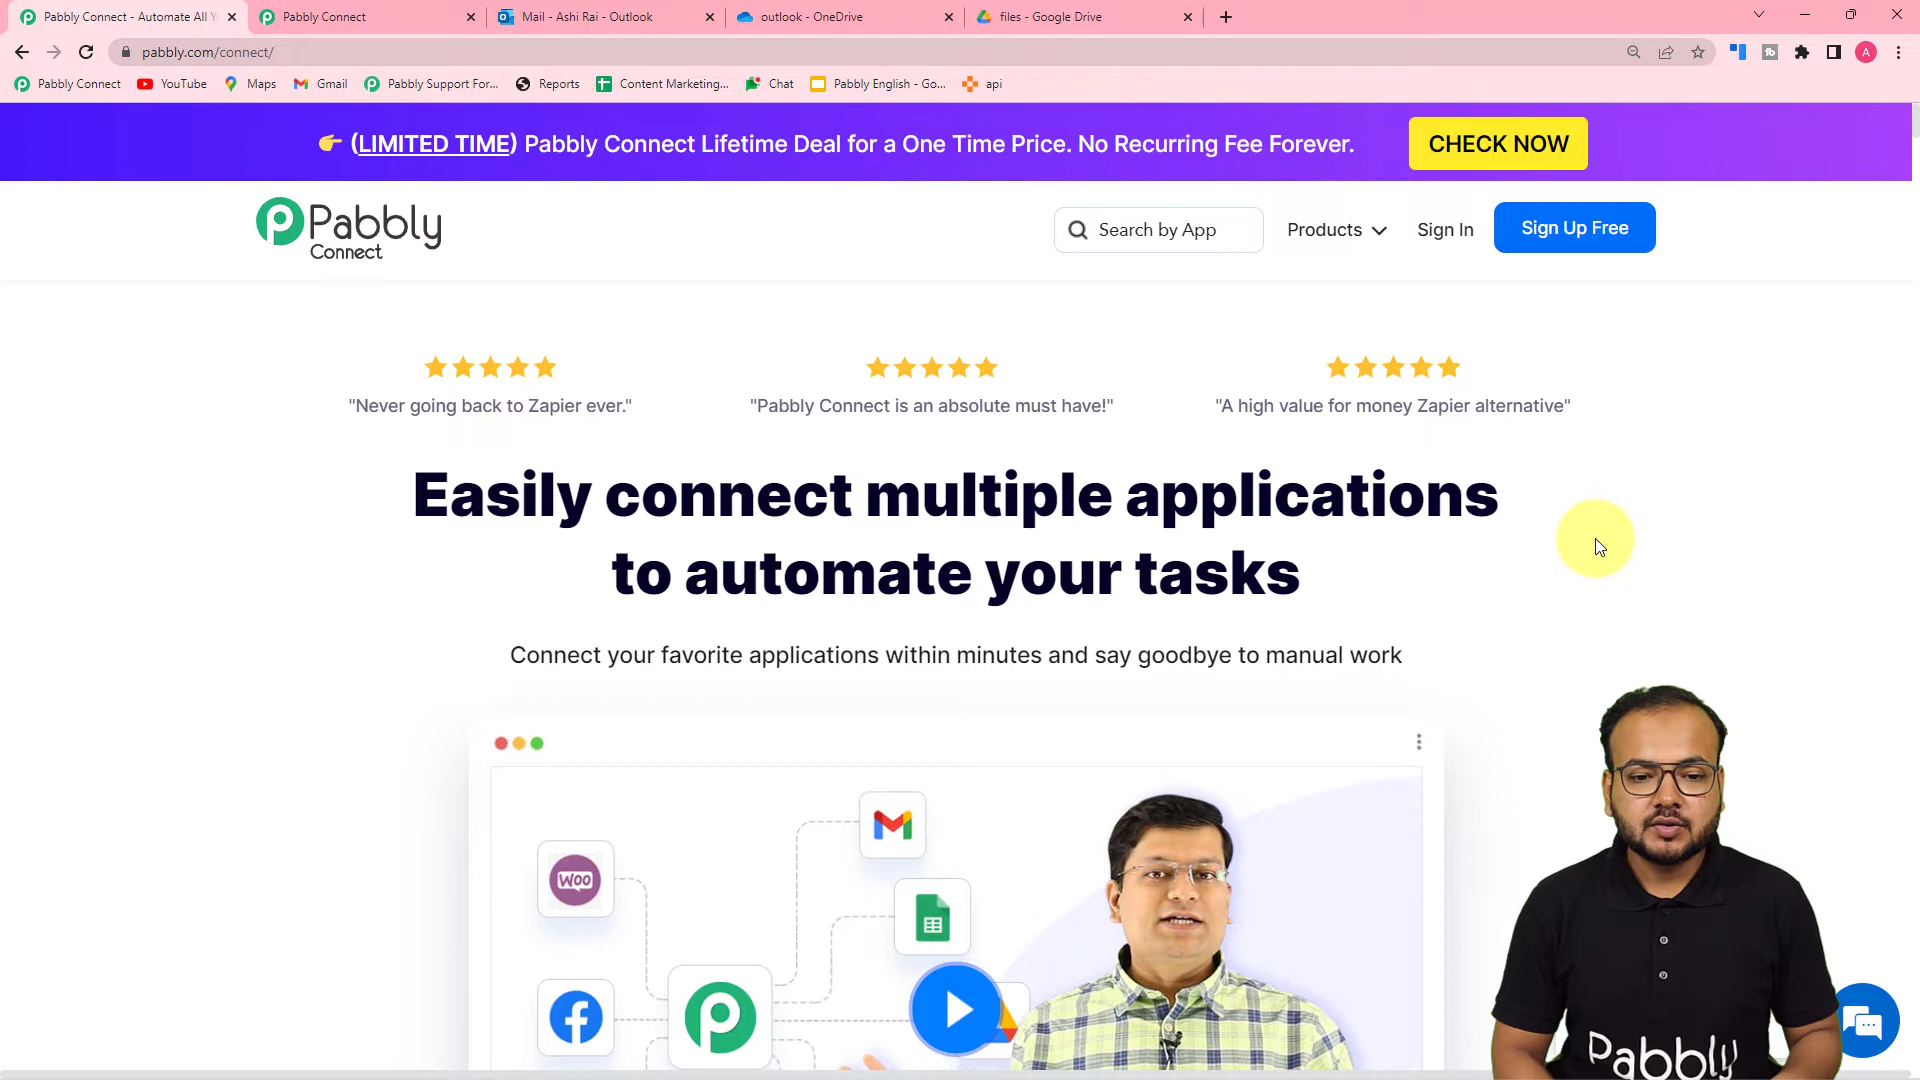 Pabbly Connect - Automate All Y
Pabbly Connect
Mail - Ashi Rai - Outlook
outlook - OneDrive
files - Google Drive
pabbly.com/connect/
A
Pabbly Connect
YouTube
Maps
Gmail
Pabbly Support For...
Reports
Content Marketing...
Chat
Pabbly English - Go...
api
(LIMITED TIME) Pabbly Connect Lifetime Deal for a One Time Price. No Recurring Fee Forever.
CHECK NOW
Pabbly
Connect
Search by App
Products
Sign In
Sign Up Free
"Never going back to Zapier ever."
"Pabbly Connect is an absolute must have!"
"A high value for money Zapier alternative"
Easily connect multiple applications
to automate your tasks
Connect your favorite applications within minutes and say goodbye to manual work
WOO
Pabbly